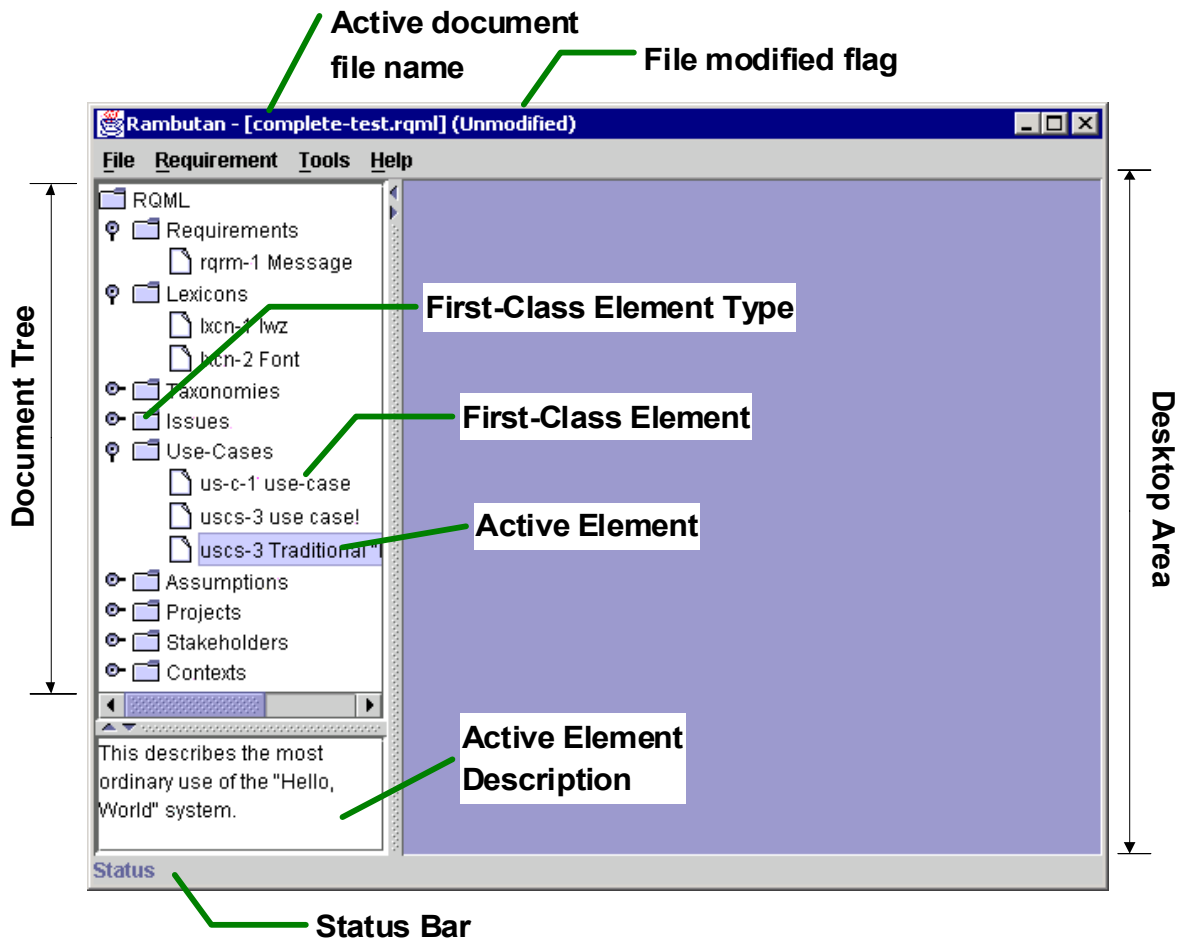 Active document
file name
File modified flag
Rambutan - [complete-test.rqml] (Unmodified)
File Requirement Tools Help
RQML
Requirements
rqrm-1 Message
Lexicons
lxcn-1 lwz
lxcn-2 Font
Taxonomies
Issues
Use-Cases
us-c-1 use-case
uscs-3 use case!
uscs-3 Traditional "
Assumptions
Projects
Stakeholders
Contexts
This describes the most
ordinary use of the "Hello,
World" system.
Status
Document Tree
First-Class Element Type
First-Class Element
Active Element
Active Element
Description
Desktop Area
Status Bar